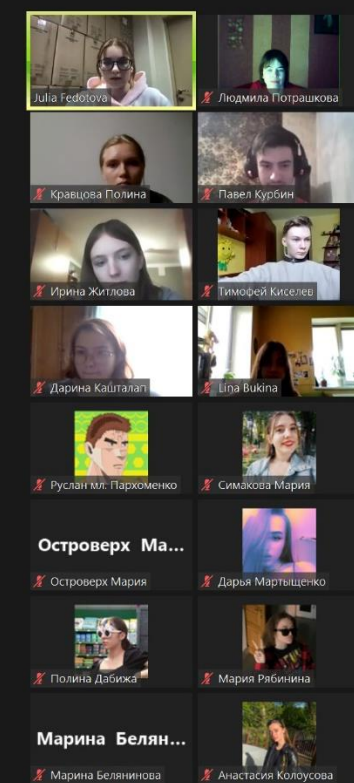 Julia Fedotova
Людмила Потрашкова
Кравцова Полина
Павел Курбин
Ирина Житлова
Тимофей Киселев
Дарина Кашталап
Lina Bukina
Руслан мл. Пархоменко
Симакова Мария
Островерх Ма...
Островерх Мария
Дарья Мартыщенко
Полина Дабижа
Мария Рябинина
Марина Белян...
Марина Белянинова
Анастасия Колоусова